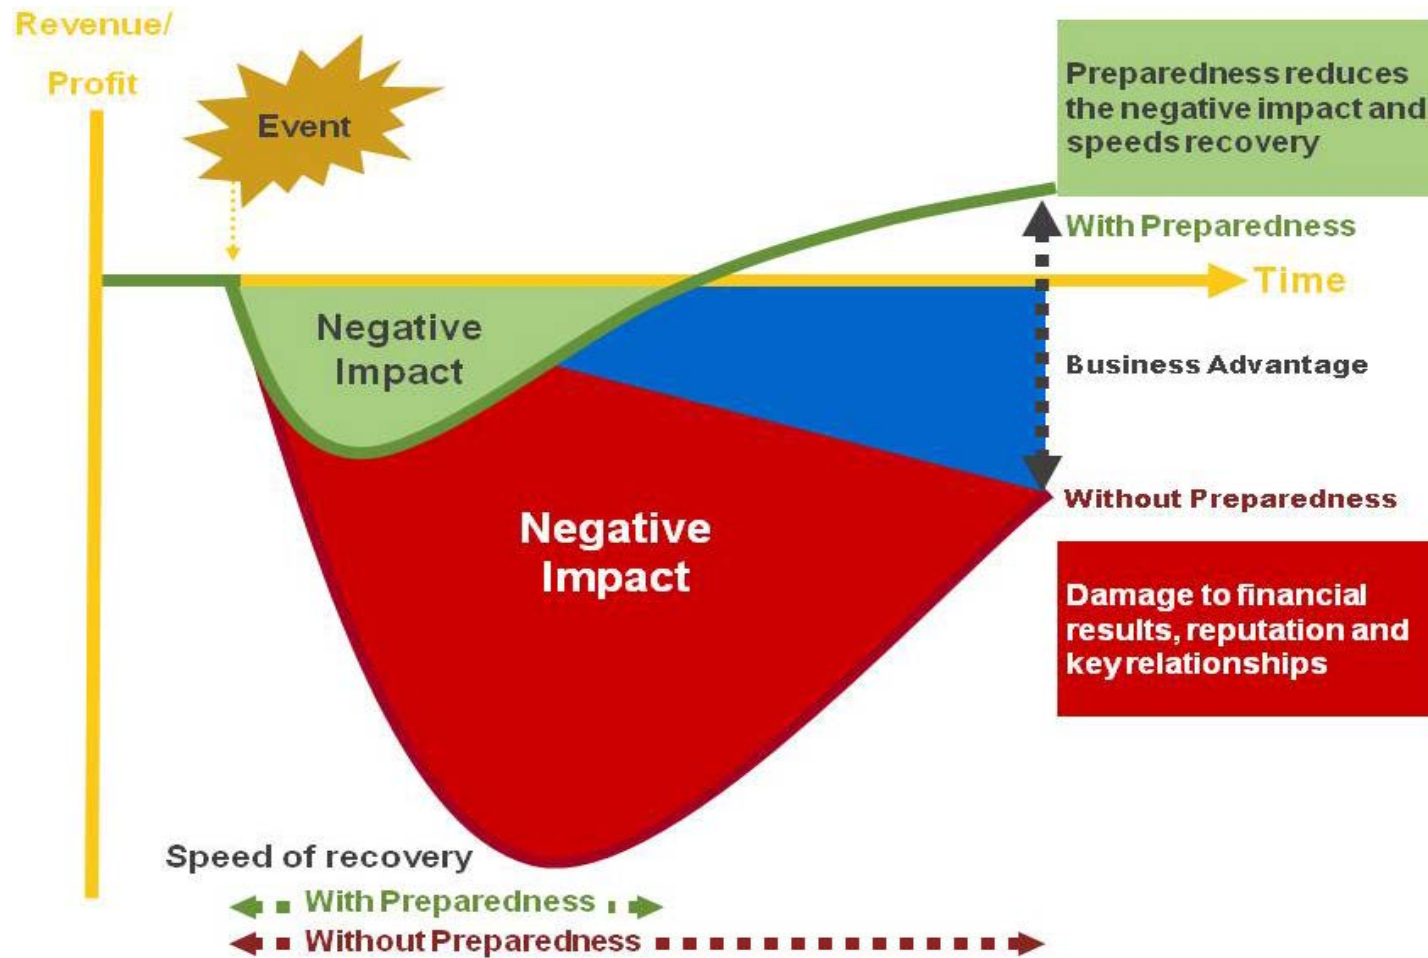 Revenue/
Profit
Event
Preparedness reduces
the negative impact and
speeds recovery
With Preparedness
Time
Negative
Impact
Business Advantage
Without Preparedness
Negative
Impact
Damage to financial
results, reputation and
key relationships
Speed of recovery
With Preparedness
Without Preparedness